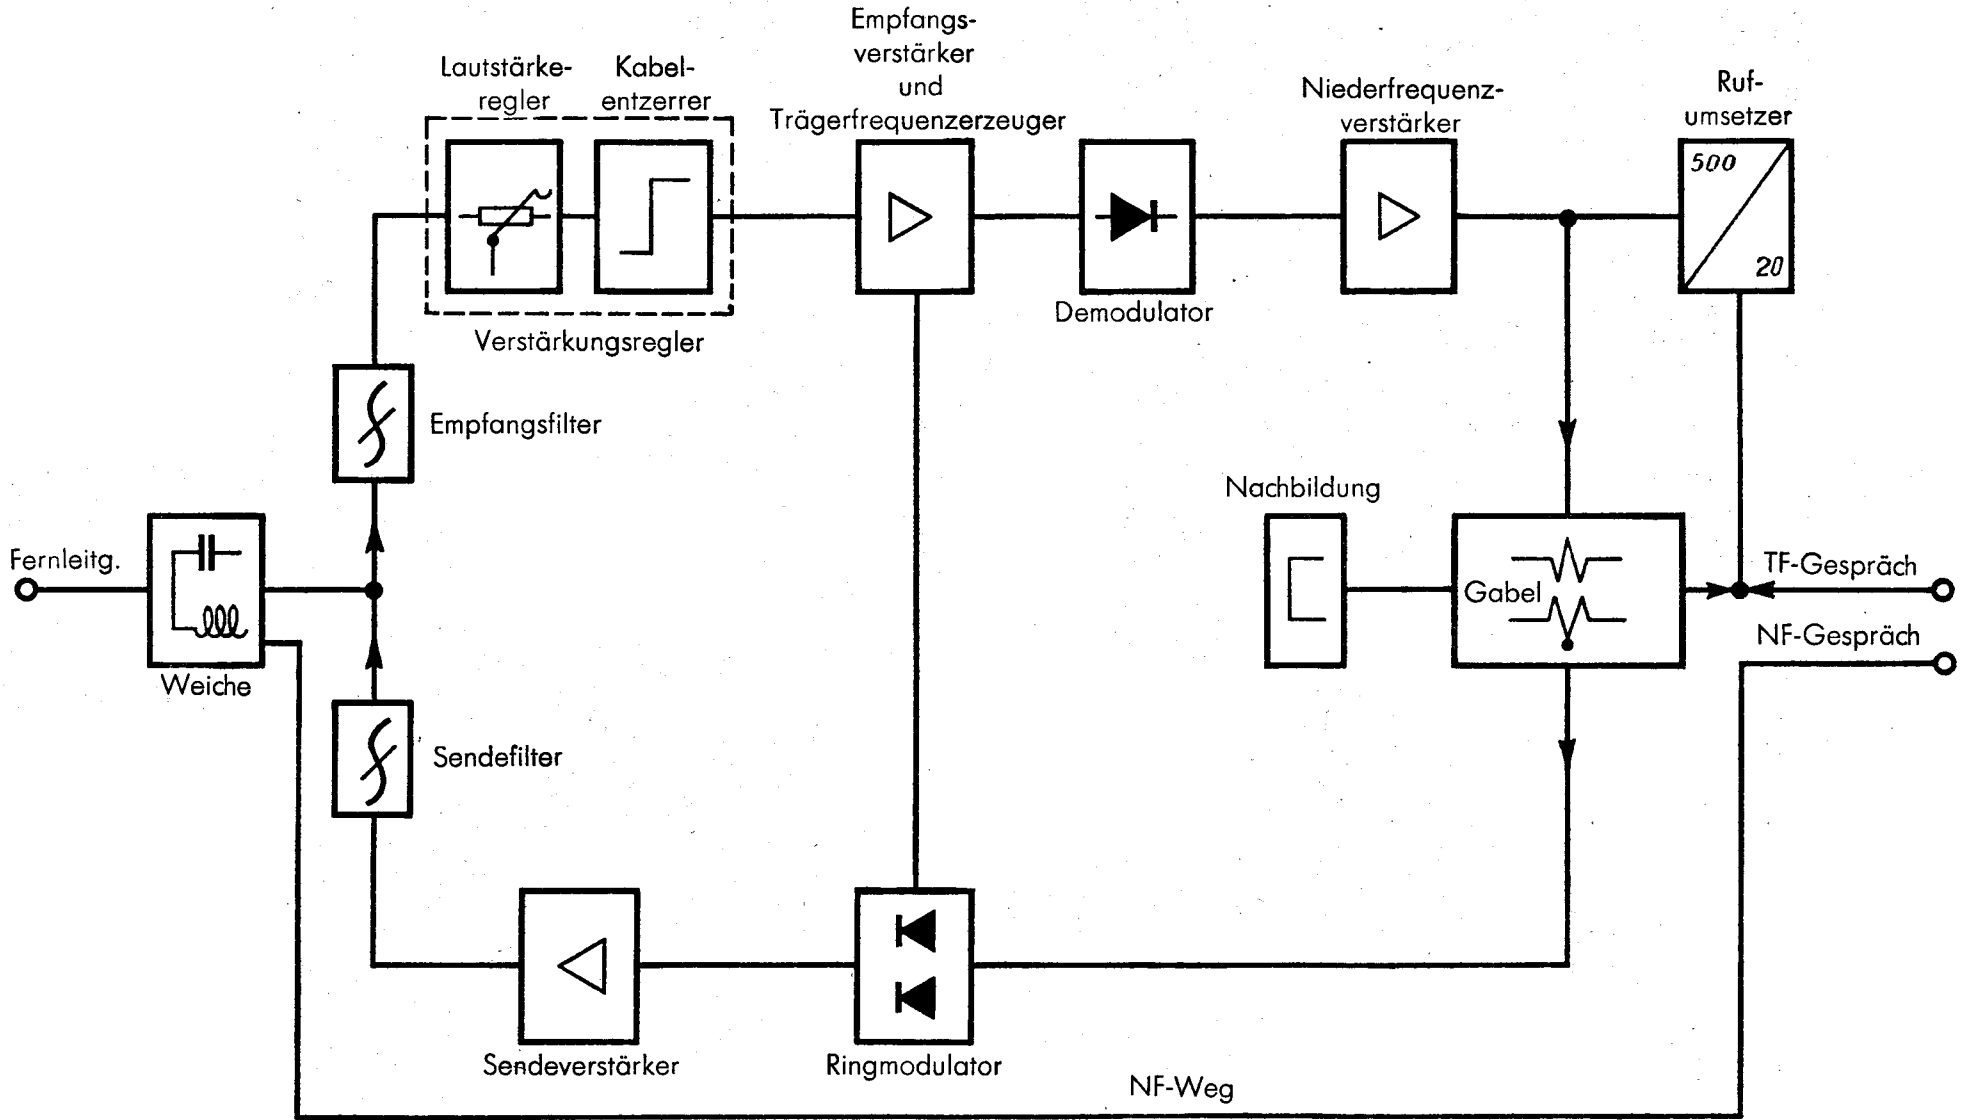 Empfangs-
verstärker
und
Trägerfrequenzerzeuger
Lautstärke-
regler
Kabel-
entzerrer
Niederfrequenz-
verstärker
Ruf-
umsetzer
500
20
Demodulator
Verstärkungsregler
Empfangsfilter
Nachbildung
Fernleitg.
Gabel
TF-Gespräch
NF-Gespräch
Weiche
Sendefilter
Sendeverstärker
Ringmodulator
NF-Weg